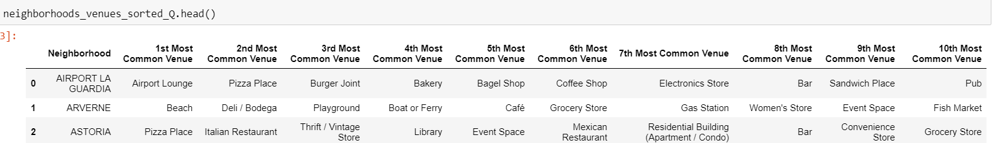 neighborhoods_venues_sorted_Q.head()
3]:
Neighborhood 1st Most Common Venue 2nd Most Common Venue 3rd Most Common Venue 4th Most Common Venue 5th Most Common Venue 6th Most Common Venue 7th Most Common Venue 8th Most Common Venue 9th Most Common Venue 10th Most Common Venue
0 AIRPORT LA GUARDIA Airport Lounge Pizza Place Burger Joint Bakery Bagel Shop Coffee Shop Electronics Store Bar Sandwich Place Pub
1 ARVERNE Beach Deli / Bodega Playground Boat or Ferry Café Grocery Store Gas Station Women's Store Event Space Fish Market
2 ASTORIA Pizza Place Italian Restaurant Thrift / Vintage Store Library Event Space Mexican Restaurant Residential Building (Apartment / Condo) Bar Convenience Store Grocery Store